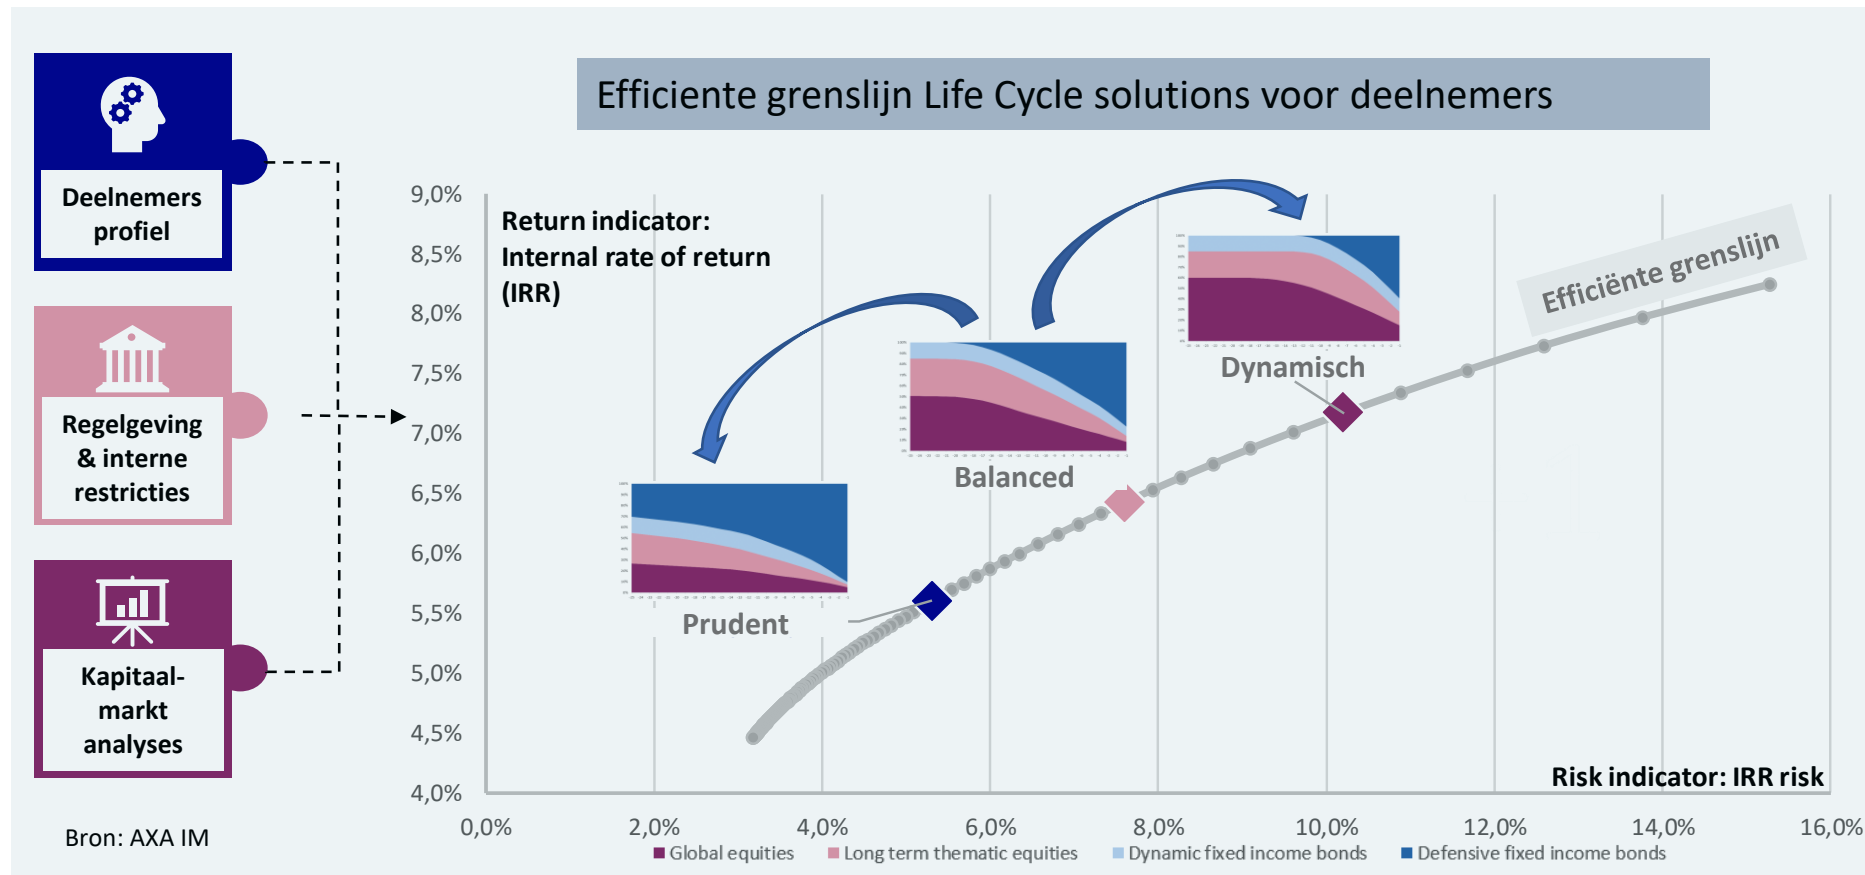 Efficiente grenslijn Life Cycle solutions voor deelnemers
Deelnemers
profiel
Regelgeving
& interne
restricties
Kapitaal-
markt
analyses
Bron: AXA IM
Return indicator:
Internal rate of return
(IRR)
9,0%
8,5%
8,0%
7,5%
7,0%
6,5%
6,0%
5,5%
5,0%
4,5%
4,0%
Prudent
Balanced
Dynamisch
Efficiënte grenslijn
Risk indicator: IRR risk
0,0% 2,0% 4,0% 6,0% 8,0% 10,0% 12,0% 14,0% 16,0%
Global equities Long term thematic equities Dynamic fixed income bonds Defensive fixed income bonds